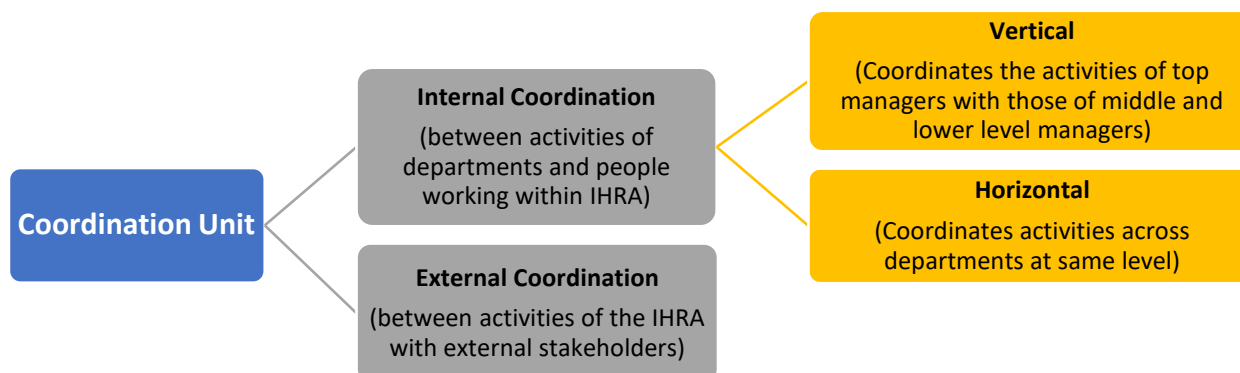 Coordination Unit
Internal Coordination
(between activities of
departments and people
working within IHRA)
External Coordination
(between activities of the IHRA
with external stakeholders)
Vertical
(Coordinates the activities of top
managers with those of middle and
lower level managers)
Horizontal
(Coordinates activities across
departments at same level)